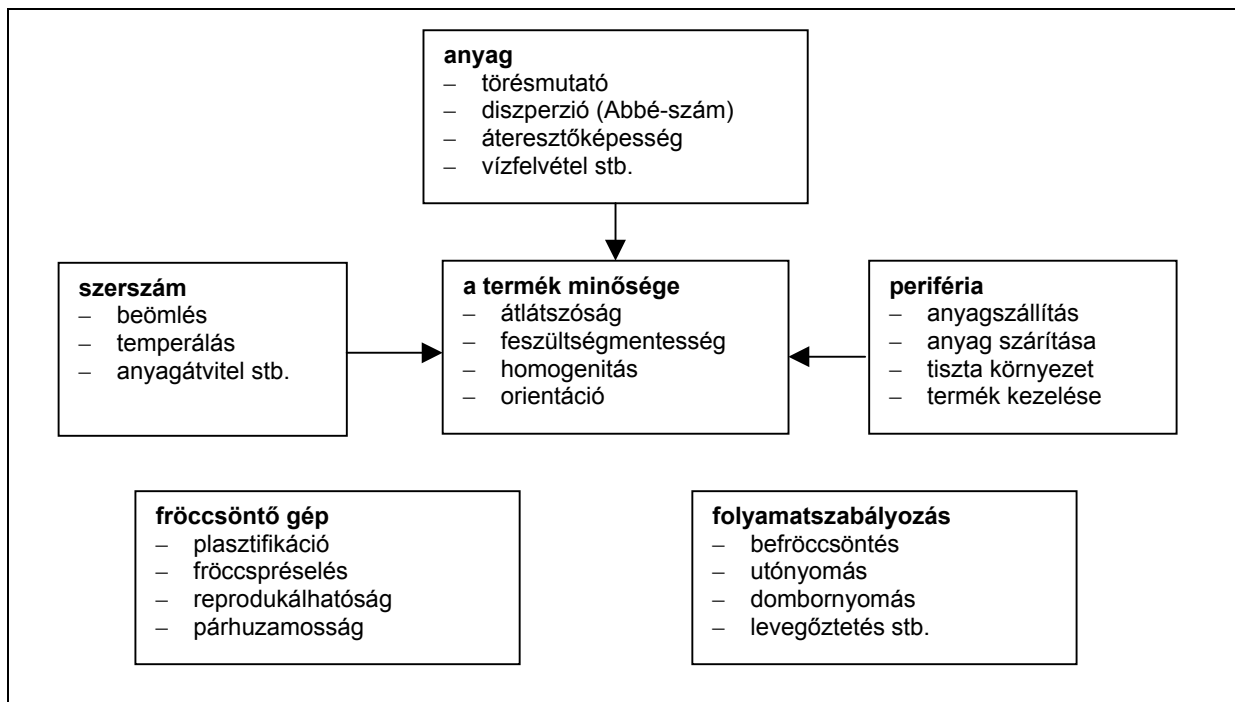 anyag
– törésmutató
– diszperzió (Abbé-szám)
– áteresztőképesség
– vízfelvétel stb.
szerszám
– beömlés
– temperálás
– anyagátvitel stb.
a termék minősége
– átlátszóság
– feszültségmentesség
– homogenitás
– orientáció
periféria
– anyagszállítás
– anyag szárítása
– tiszta környezet
– termék kezelése
fröccsöntő gép
– plasztifikáció
– fröccspréselés
– reprodukálhatóság
– párhuzamosság
folyamatszabályozás
– befröccsöntés
– utónyomás
– dombornyomás
– levegőztetés stb.